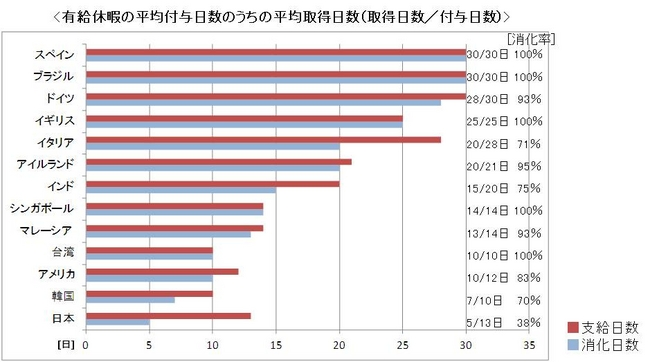 <有給休暇の平均付与日数のうちの平均取得日数(取得日数/付与日数)>
[消化率]
スペイン 30/30日 100%
ブラジル 30/30日 100%
ドイツ 28/30日 93%
イギリス 25/25日 100%
イタリア 20/28日 71%
アイルランド 20/21日 95%
インド 15/20日 75%
シンガポール 14/14日 100%
マレーシア 13/14日 93%
台湾 10/10日 100%
アメリカ 10/12日 83%
韓国 7/10日 70%
日本 5/13日 38%
[日] 0 5 10 15 20 25 30 35
支給日数
消化日数